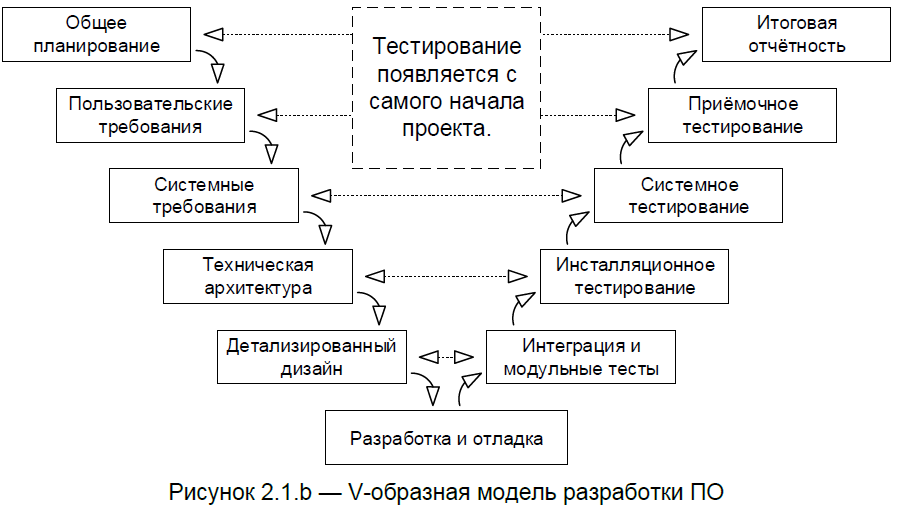 Общее
планирование
Тестирование
появляется с
самого начала
проекта.
Итоговая
отчётность
Пользовательские
требования
Приёмочное
тестирование
Системные
требования
Системное
тестирование
Техническая
архитектура
Инсталляционное
тестирование
Детализированный
дизайн
Интеграция и
модульные тесты
Разработка и отладка
Рисунок 2.1.b — V-образная модель разработки ПО